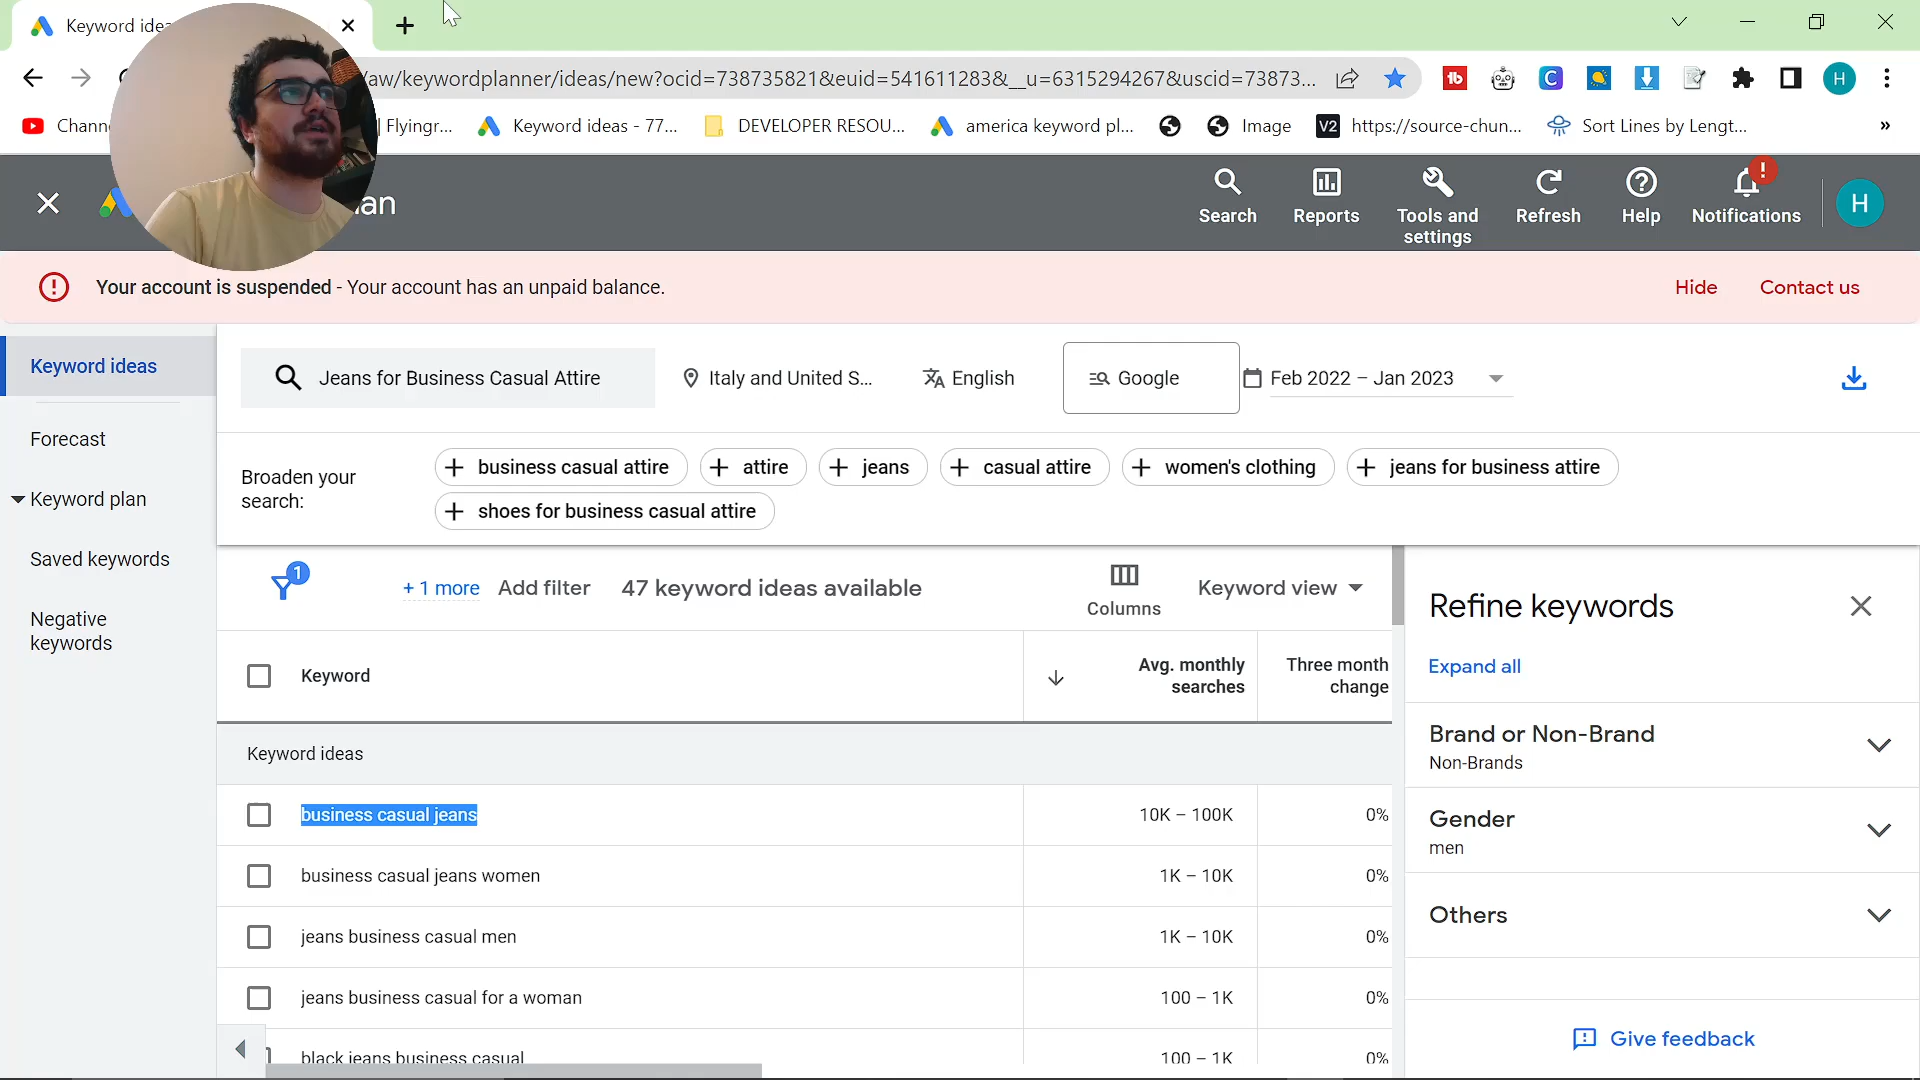 Keyword idea
aw/keywordplanner/ideas/new?ocid=738735821&euid=541611283&__u=6315294267&uscid=73873...
H
Chann
| Flyingr...
Keyword ideas - 77...
DEVELOPER RESOU...
america keyword pl...
Image
V2
https://source-chun...
Sort Lines by Lengt...
»
an
Search
Reports
Tools and
settings
Refresh
Help
Notifications
H
Your account is suspended - Your account has an unpaid balance.
Hide
Contact us
Keyword ideas
Forecast
Keyword plan
Saved keywords
Negative
keywords
Jeans for Business Casual Attire
Italy and United S...
English
Google
Feb 2022 – Jan 2023
Broaden your
search:
business casual attire
attire
jeans
casual attire
women's clothing
jeans for business attire
shoes for business casual attire
1
+ 1 more
Add filter
47 keyword ideas available
Columns
Keyword view
Keyword
Avg. monthly
searches
Three month
change
Keyword ideas
business casual jeans
10K – 100K
0%
business casual jeans women
1K – 10K
0%
jeans business casual men
1K – 10K
0%
jeans business casual for a woman
100 – 1K
0%
black jeans business casual
100 – 1K
0%
Refine keywords
Expand all
Brand or Non-Brand
Non-Brands
Gender
men
Others
Give feedback